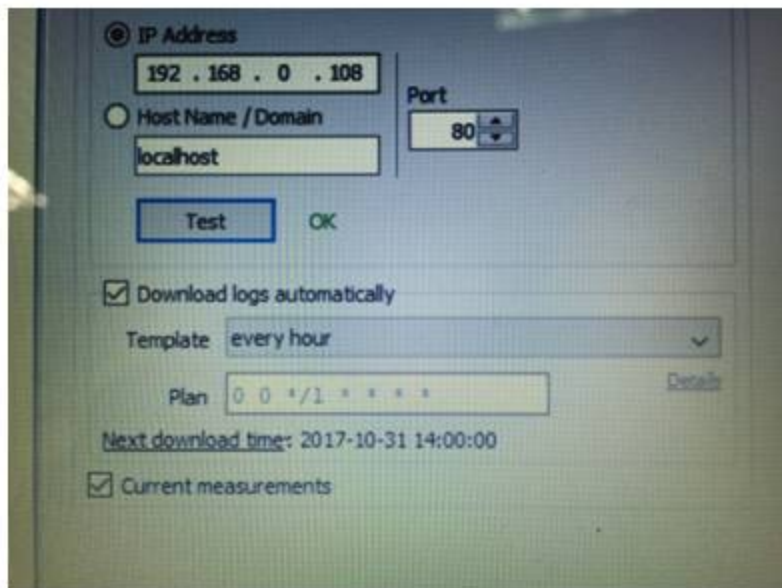 IP Address
192 . 168 . 0 . 108
Port
Host Name / Domain
80
localhost
Test OK
Download logs automatically
Template every hour
Details
Plan 0 0 */1 * * * *
Next download time: 2017-10-31 14:00:00
Current measurements